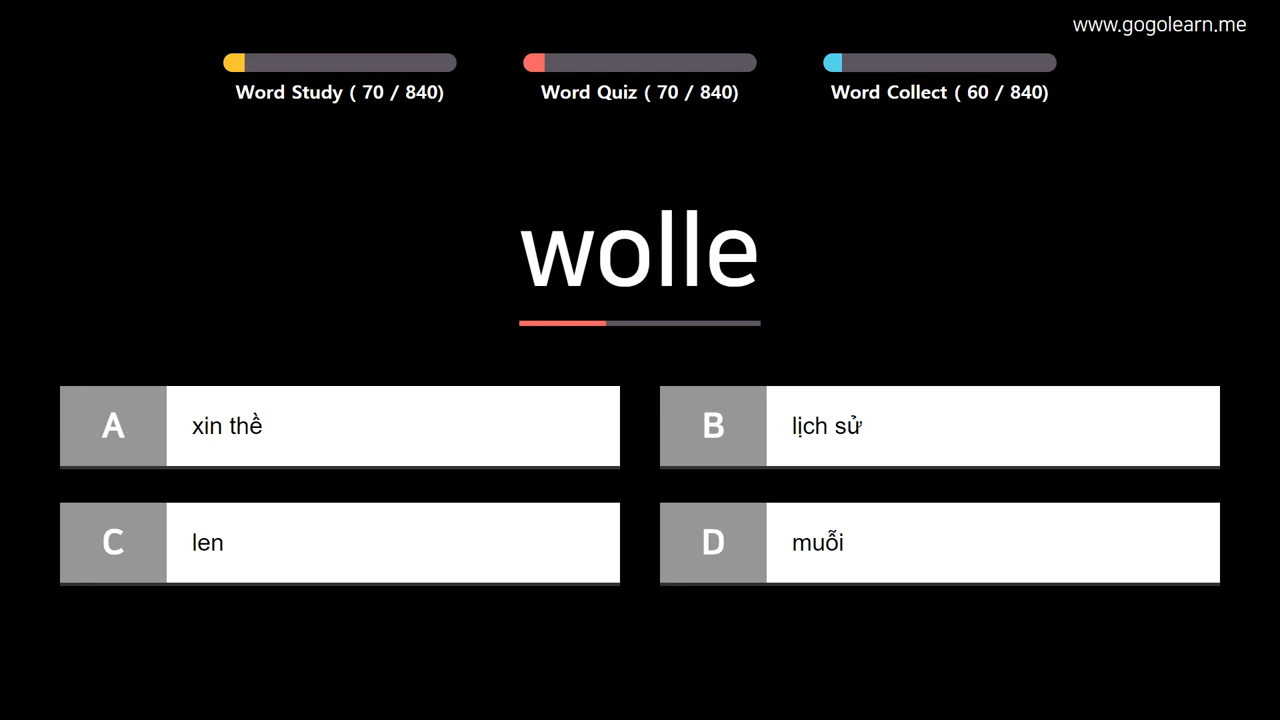 www.gogolearn.me
Word Study ( 70 / 840)
Word Quiz ( 70 / 840)
Word Collect ( 60 / 840)
wolle
A xin thề
B lịch sử
C len
D muỗi